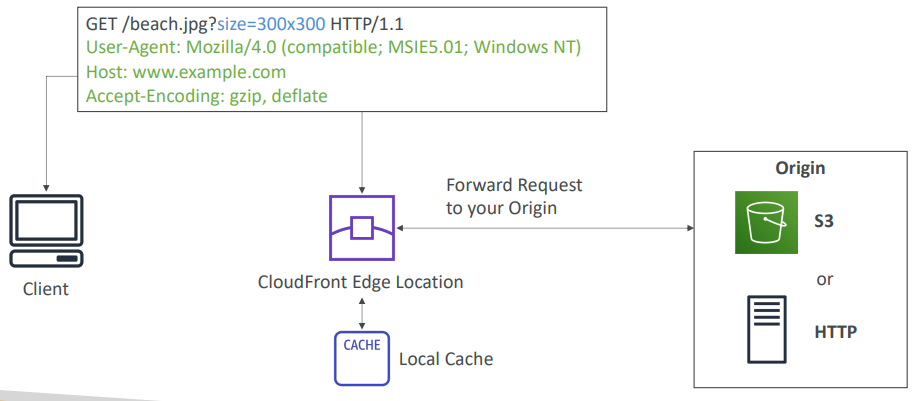 GET /beach.jpg?size=300x300 HTTP/1.1
User-Agent: Mozilla/4.0 (compatible; MSIE5.01; Windows NT)
Host: www.example.com
Accept-Encoding: gzip, deflate
Origin
Forward Request
to your Origin
S3
Client
CloudFront Edge Location
or
HTTP
CACHE
Local Cache